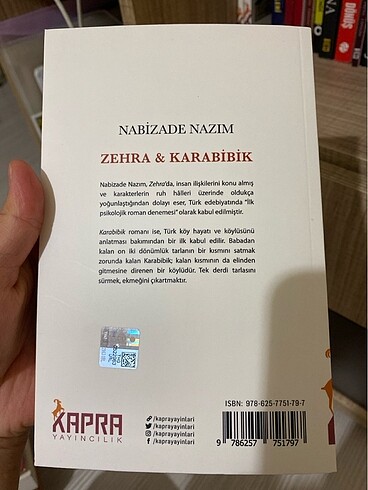 DÖNÜŞ
NABİZADE NAZIM
ZEHRA & KARABİBİK
Nabizade Nazım, Zehra'da, insan ilişkilerini konu almış
ve karakterlerin ruh hâlleri üzerinde oldukça
yoğunlaştığından dolayı eser, Türk edebiyatında "İlk
psikolojik roman denemesi" olarak kabul edilmiştir.
Karabibik romanı ise, Türk köy hayatı ve köylüsünü
anlatması bakımından bir ilk kabul edilir. Babadan
kalan on iki dönümlük tarlanın bir kısmını satmak
zorunda kalan Karabibik; kalan kısmının da elinden
gitmesine direnen bir köylüdür. Tek derdi tarlasını
sürmek, ekmeğini çıkartmaktır.
KAPRA
YAYINCILIK
/kaprayayinlari
/kaprayayinlari
/kaprayayinlari
/kaprayayinlari
ISBN: 978-625-7751-79-7
9 786257 751797